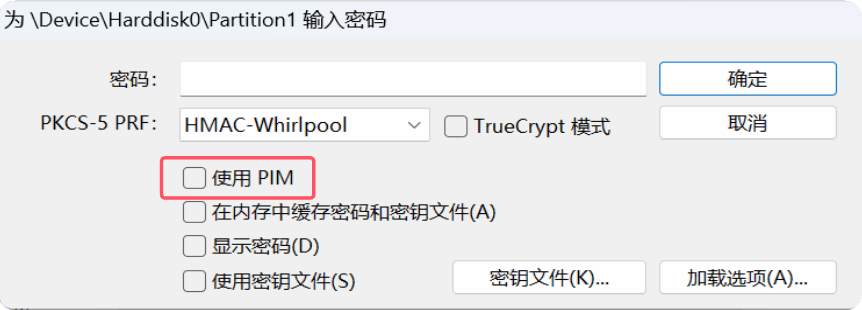 为 \Device\Harddisk0\Partition1 输入密码
密码：
确定
PKCS-5 PRF：
HMAC-Whirlpool
TrueCrypt 模式
取消
使用 PIM
在内存中缓存密码和密钥文件(A)
显示密码(D)
使用密钥文件(S)
密钥文件(K)...
加载选项(A)...